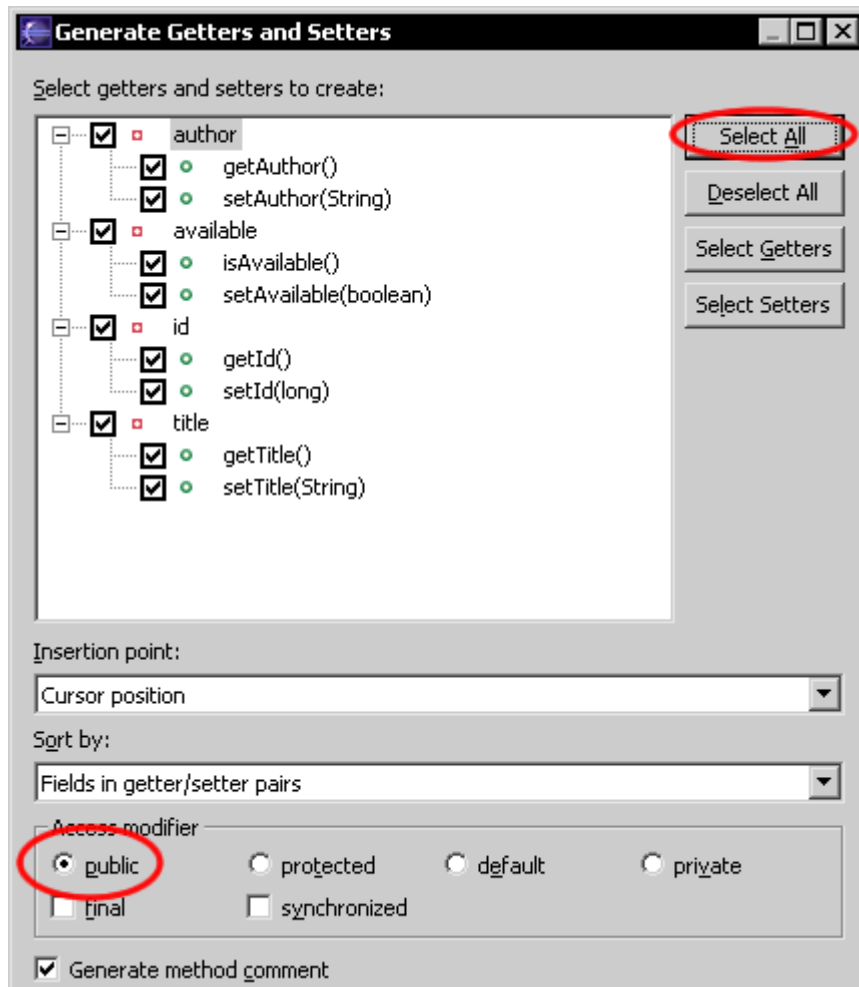 Generate Getters and Setters
Select getters and setters to create:
author
getAuthor()
setAuthor(String)
available
isAvailable()
setAvailable(boolean)
id
getId()
setId(long)
title
getTitle()
setTitle(String)
Select All
Deselect All
Select Getters
Select Setters
Insertion point:
Cursor position
Sort by:
Fields in getter/setter pairs
Access modifier
public protected default private
final synchronized
Generate method comment